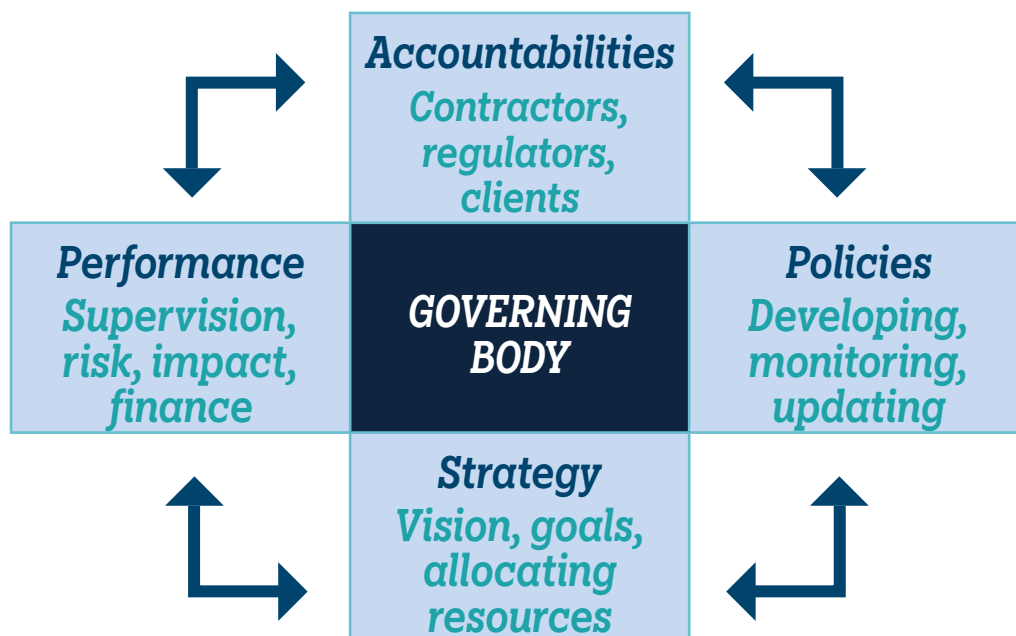 Accountabilities
Contractors,
regulators,
clients
Performance
Supervision,
risk, impact,
finance
GOVERNING
BODY
Policies
Developing,
monitoring,
updating
Strategy
Vision, goals,
allocating
resources